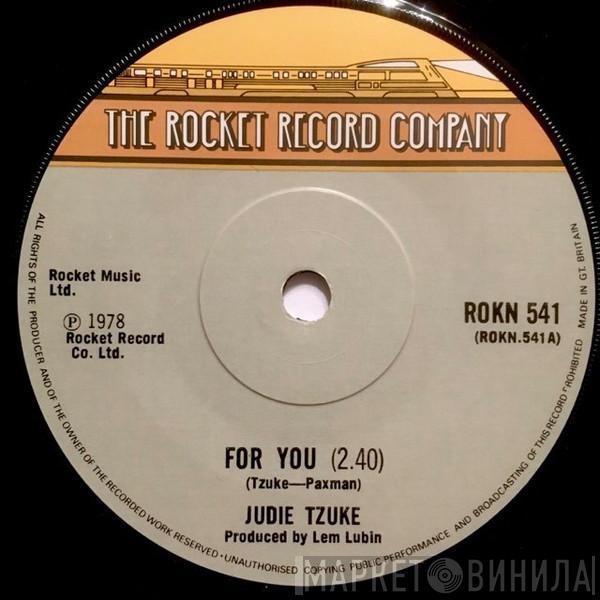 THE ROCKET RECORD COMPANY
Rocket Music
Ltd.
Ⓟ 1978
Rocket Record
Co. Ltd.
ROKN 541
(ROKN.541A)
FOR YOU (2.40)
(Tzuke—Paxman)
JUDIE TZUKE
Produced by Lem Lubin
ALL RIGHTS OF THE PRODUCER AND OF THE OWNER OF THE RECORDED WORK RESERVED • UNAUTHORISED COPYING PUBLIC PERFORMANCE AND BROADCASTING OF THIS RECORD PROHIBITED MADE IN GT. BRITAIN
МАРКЕТ ВИНИЛА